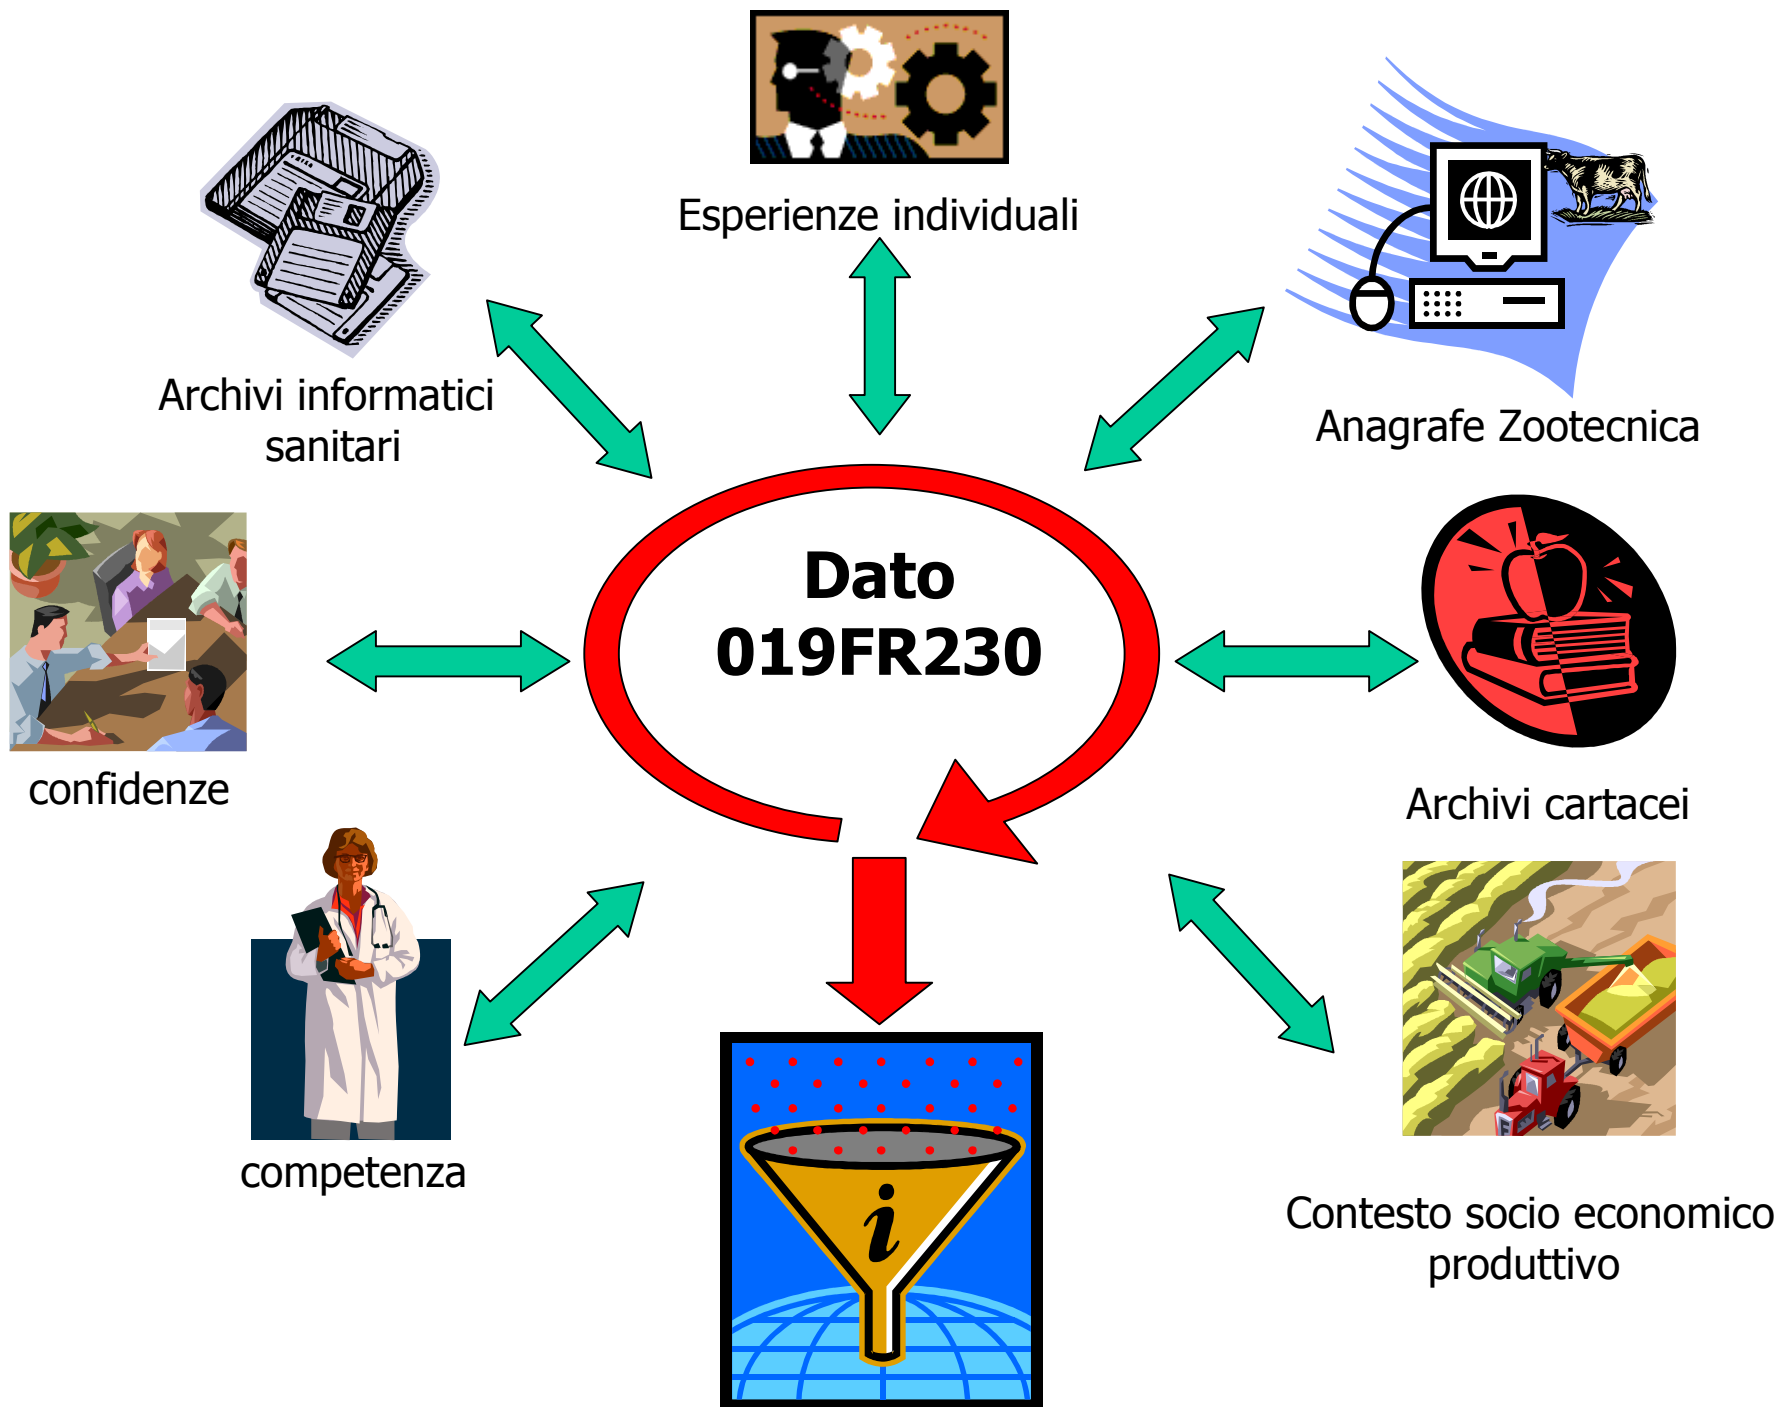 Esperienze individuali
Archivi informatici
sanitari
Anagrafe Zootecnica
Dato
019FR230
confidenze
Archivi cartacei
competenza
Contesto socio economico
produttivo
i